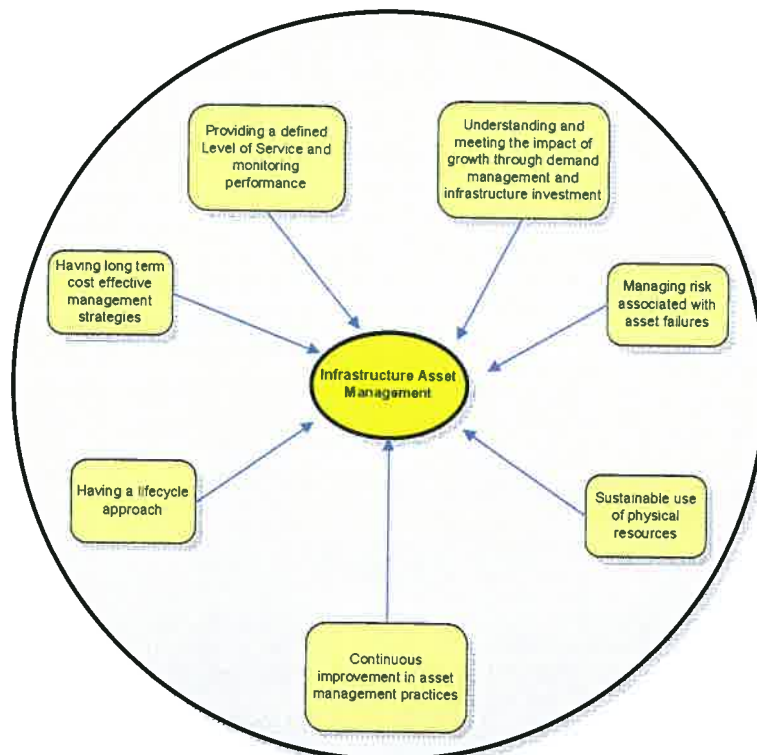 Providing a defined
Level of Service and
monitoring
performance
Understanding and
meeting the impact of
growth through demand
management and
infrastructure investment
Having long term
cost effective
management
strategies
Managing risk
associated with
asset failures
Infrastructure Asset
Management
Having a lifecycle
approach
Sustainable use
of physical
resources
Continuous
improvement in asset
management practices